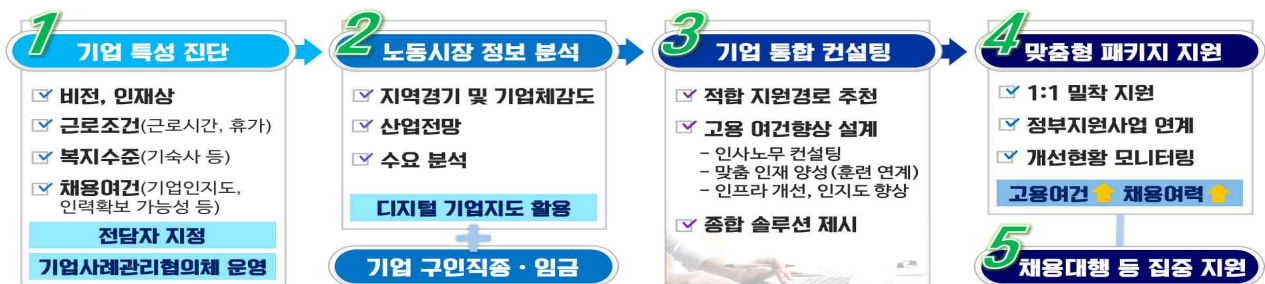 1 기업 특성 진단
비전, 인재상
근로조건(근로시간, 휴가)
복지수준(기숙사 등)
채용여건(기업인지도,
인력확보 가능성 등)
전담자 지정
기업사례관리협의체 운영
2 노동시장 정보 분석
지역경기 및 기업체감도
산업전망
수요 분석
디지털 기업지도 활용
기업 구인직종 · 임금
3 기업 통합 컨설팅
적합 지원경로 추천
고용 여건향상 설계
- 인사노무 컨설팅
- 맞춤 인재 양성(훈련 연계)
- 인프라 개선, 인지도 향상
종합 솔루션 제시
4 맞춤형 패키지 지원
1:1 밀착 지원
정부지원사업 연계
개선현황 모니터링
고용여건 채용여력
5 채용대행 등 집중 지원